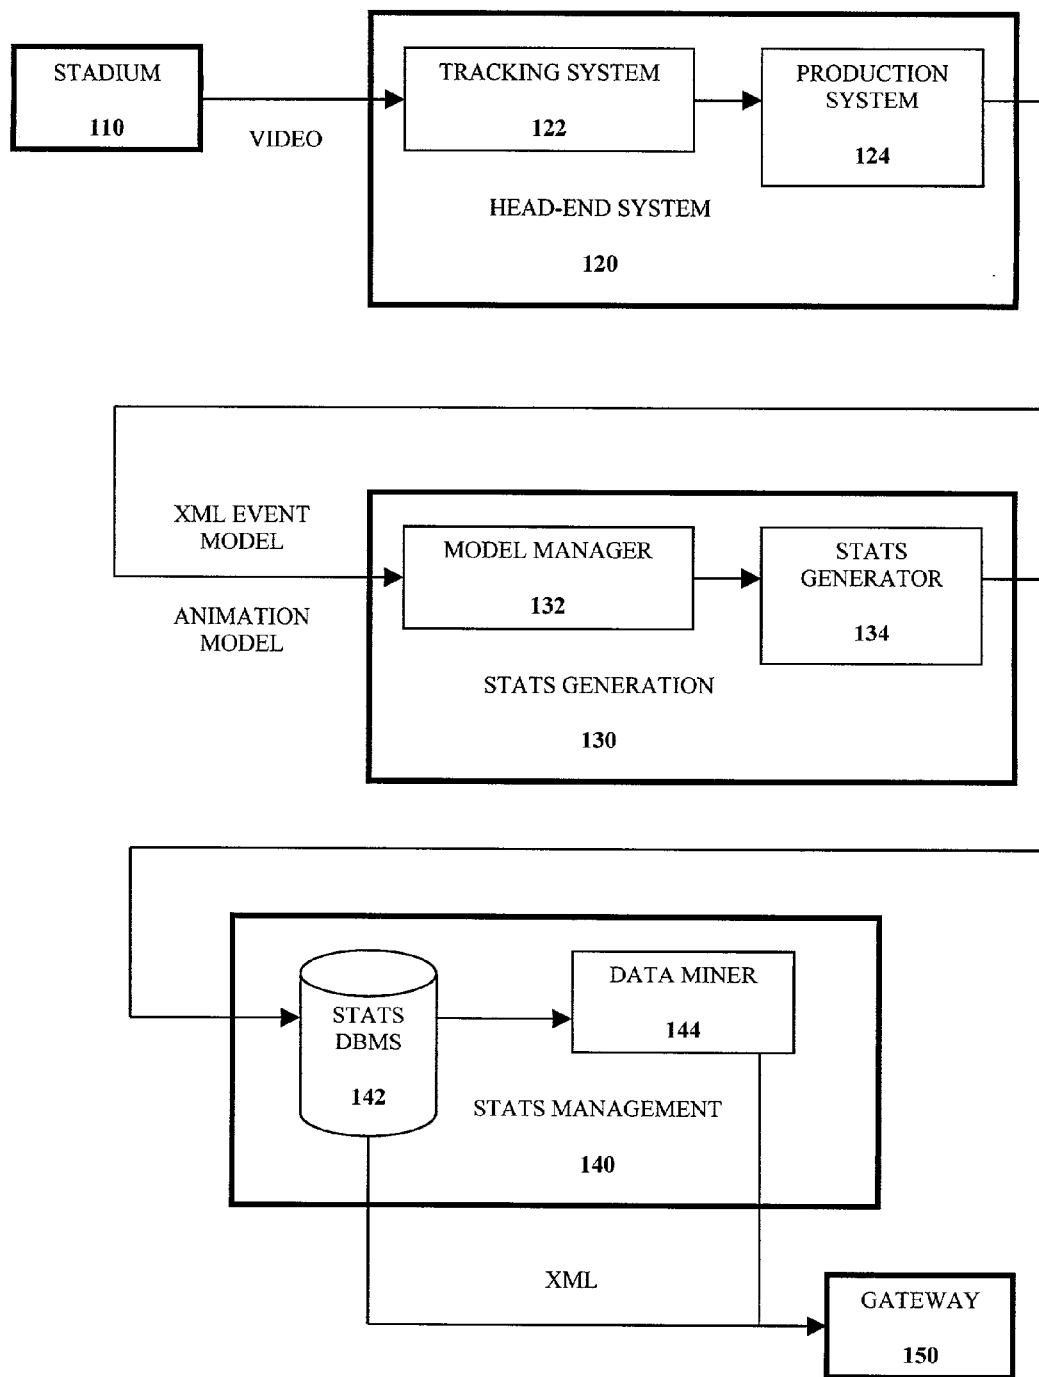 STADIUM
110
VIDEO
TRACKING SYSTEM
122
PRODUCTION
SYSTEM
124
HEAD-END SYSTEM
120
XML EVENT
MODEL
ANIMATION
MODEL
MODEL MANAGER
132
STATS
GENERATOR
134
STATS GENERATION
130
STATS
DBMS
142
DATA MINER
144
STATS MANAGEMENT
140
XML
GATEWAY
150